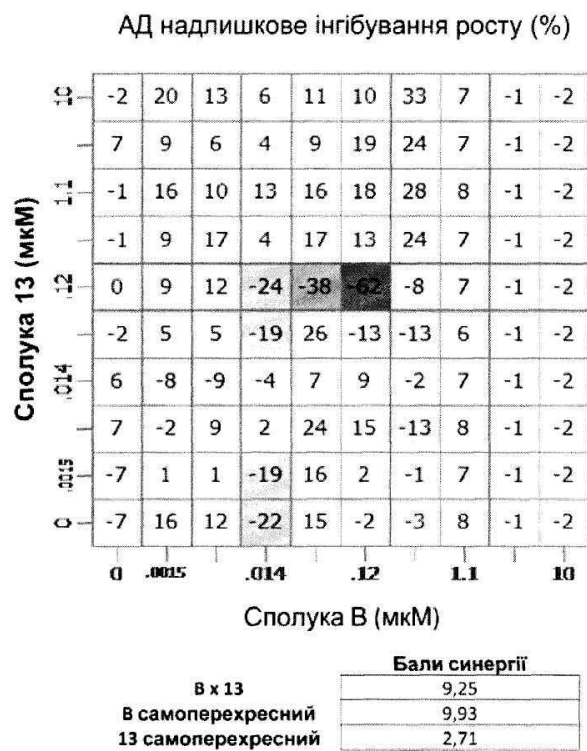 АД надлишкове інгібування росту (%)
10 -2 20 13 6 11 10 33 7 -1 -2
7 9 6 4 9 19 24 7 -1 -2
1.1 -1 16 10 13 16 18 28 8 -1 -2
-1 9 17 4 17 13 24 7 -1 -2
.12 0 9 12 -24 -38 -62 -8 7 -1 -2
-2 5 5 -19 26 -13 -13 6 -1 -2
.014 6 -8 -9 -4 7 9 -2 7 -1 -2
7 -2 9 2 24 15 -13 8 -1 -2
.0015 -7 1 1 -19 16 2 -1 7 -1 -2
0 -7 16 12 -22 15 -2 -3 8 -1 -2
Сполука 13 (мкМ)
0 .0015 .014 .12 1.1 10
Сполука В (мкМ)
Бали синергії
В х 13 9,25
В самоперехресний 9,93
13 самоперехресний 2,71